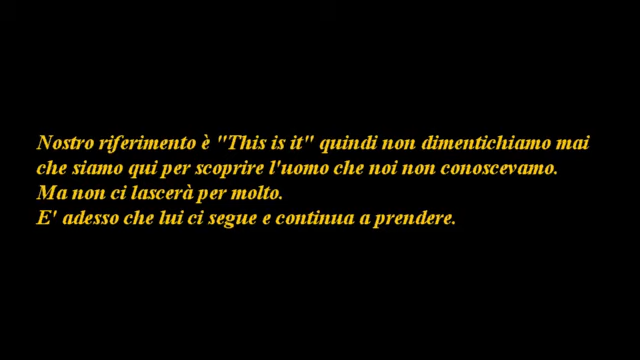 Nostro riferimento è "This is it" quindi non dimentichiamo mai
che siamo qui per scoprire l'uomo che noi non conoscevamo.
Ma non ci lascerà per molto.
E' adesso che lui ci segue e continua a prendere.